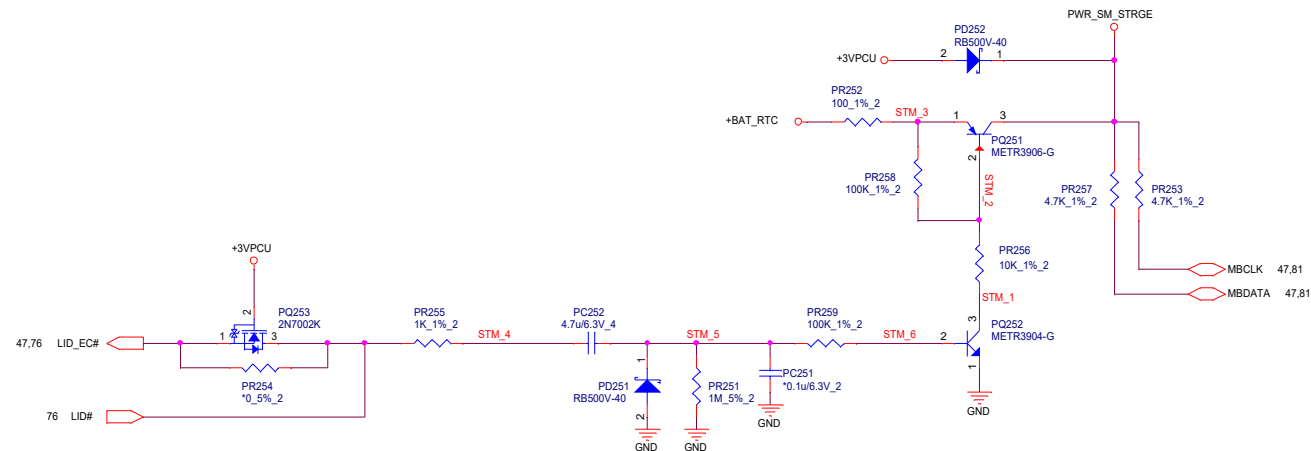 PWR_SM_STRGE
PD252
RB500V-40
+3VPCU
2
1
PR252
100_1%_2
+BAT_RTC
STM_3
1
3
PQ251
METR3906-G
2
PR258
100K_1%_2
STM_2
PR257
4.7K_1%_2
PR253
4.7K_1%_2
PR256
10K_1%_2
MBCLK 47,81
MBDATA 47,81
STM_1
+3VPCU
2
PQ253
2N7002K
1
3
47,76 LID_EC#
PR254
*0_5%_2
76 LID#
PR255
1K_1%_2
STM_4
PC252
4.7u/6.3V_4
STM_5
PR259
100K_1%_2
STM_6
2
3
PQ252
METR3904-G
1
GND
1
PD251
RB500V-40
2
GND
PR251
1M_5%_2
GND
PC251
*0.1u/6.3V_2
GND